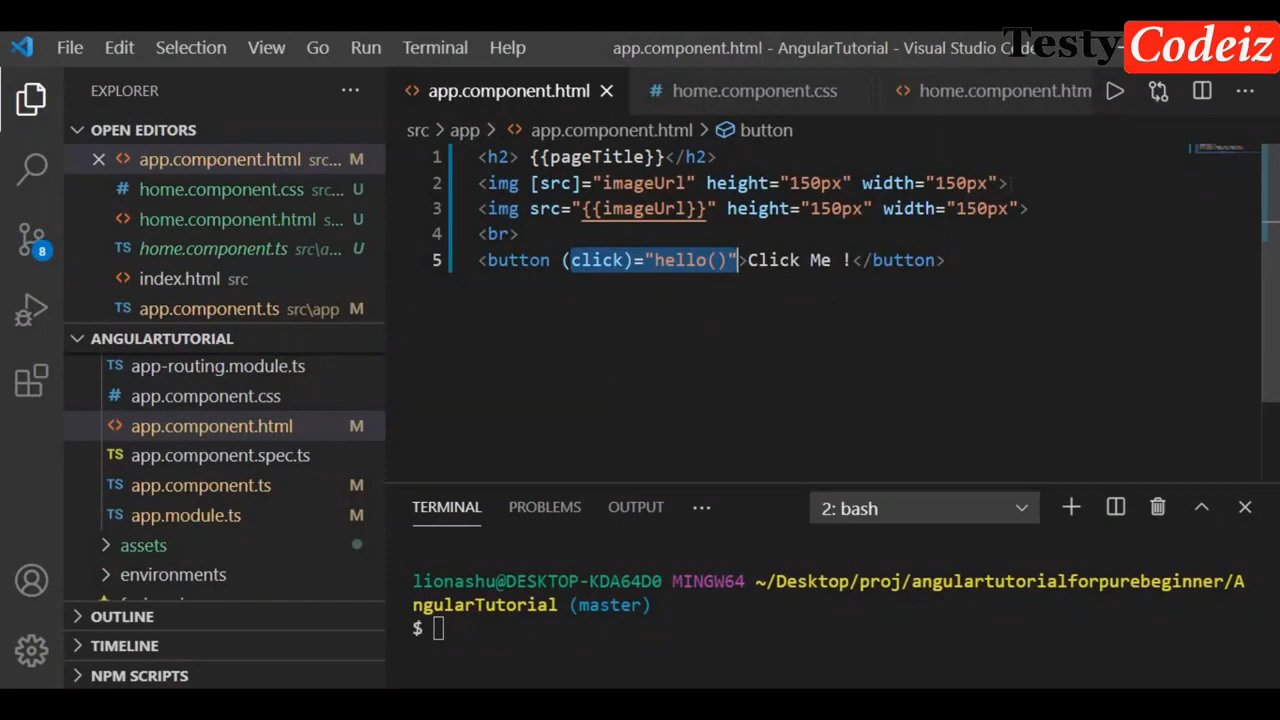 Testy Codeiz
File Edit Selection View Go Run Terminal Help
app.component.html - AngularTutorial - Visual Studio Code
EXPLORER
OPEN EDITORS
app.component.html src... M
home.component.css src... U
home.component.html src... U
home.component.ts src\a... U
index.html src
TS app.component.ts src\app M
ANGULARTUTORIAL
TS app-routing.module.ts
# app.component.css
app.component.html M
TS app.component.spec.ts
TS app.component.ts M
TS app.module.ts M
assets
environments
OUTLINE
TIMELINE
NPM SCRIPTS
8
app.component.html
# home.component.css
home.component.htm
src > app > app.component.html > button
1 <h2> {{pageTitle}}</h2>
2 <img [src]="imageUrl" height="150px" width="150px">
3 <img src="{{imageUrl}}" height="150px" width="150px">
4 <br>
5 <button (click)="hello()">Click Me !</button>
TERMINAL PROBLEMS OUTPUT ...
2: bash
lionashu@DESKTOP-KDA64D0 MINGW64 ~/Desktop/proj/angulartutorialforpurebeginner/A
ngularTutorial (master)
$